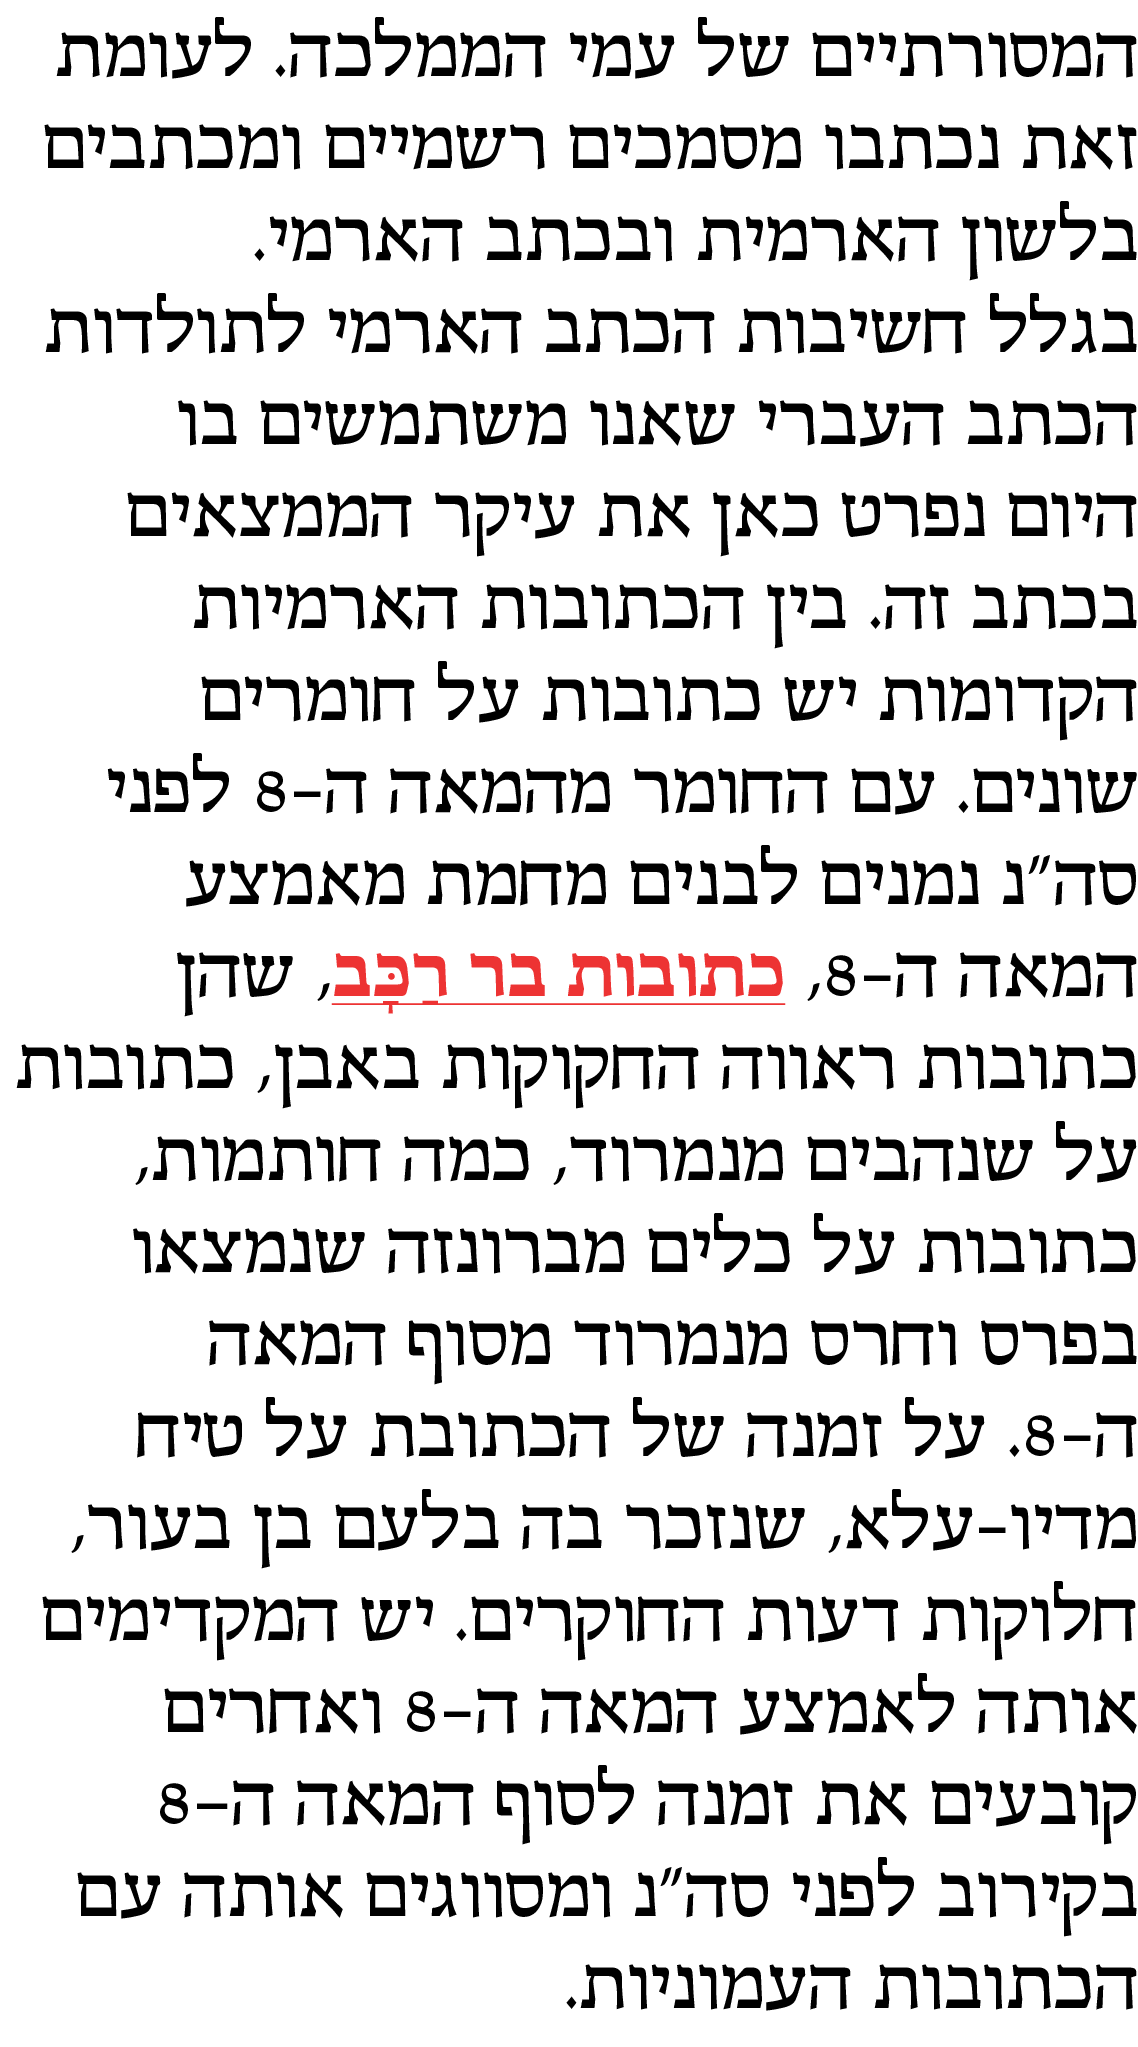 המסורתיים של עמי הממלכה. לעומת
זאת נכתבו מסמכים רשמיים ומכתבים
בלשון הארמית ובכתב הארמי.
בגלל חשיבות הכתב הארמי לתולדות
הכתב העברי שאנו משתמשים בו
היום נפרט כאן את עיקר הממצאים
בכתב זה. בין הכתובות הארמיות
הקדומות יש כתובות על חומרים
שונים. עם החומר מהמאה ה-8 לפני
סה״נ נמנים לבנים מחמת מאמצע
המאה ה-8, כתובות בר רַכָּב, שהן
כתובות ראווה החקוקות באבן, כתובות
על שנהבים מנמרוד, כמה חותמות,
כתובות על כלים מברונזה שנמצאו
בפרס וחרס מנמרוד מסוף המאה
ה-8. על זמנה של הכתובת על טיח
מדיו-עלא, שנזכר בה בלעם בן בעור,
חלוקות דעות החוקרים. יש המקדימים
אותה לאמצע המאה ה-8 ואחרים
קובעים את זמנה לסוף המאה ה-8
בקירוב לפני סה״נ ומסווגים אותה עם
הכתובות העמוניות.